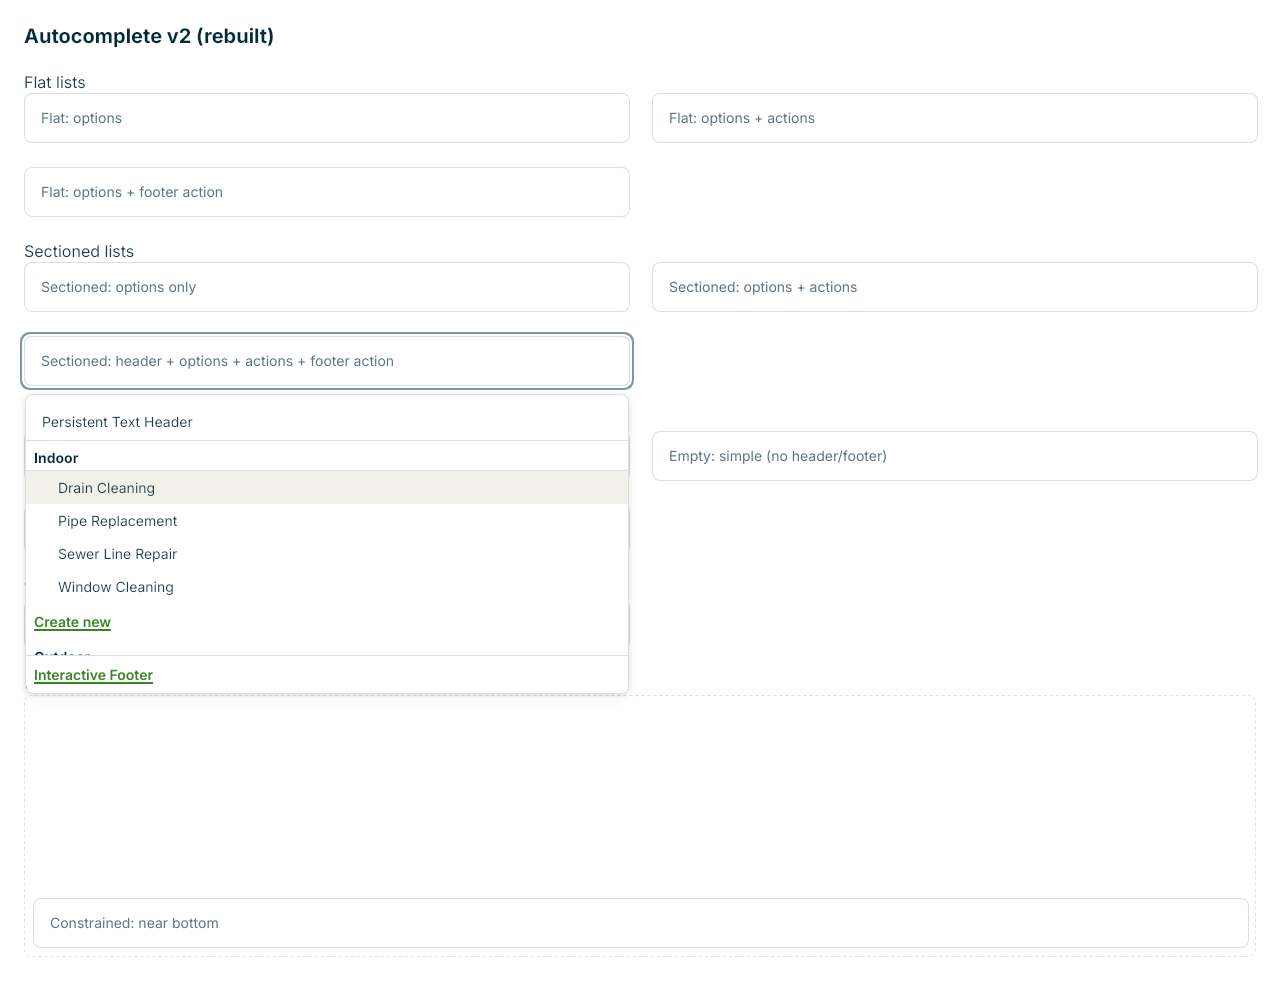 Autocomplete v2 (rebuilt)
Flat lists
Flat: options
Flat: options + actions
Flat: options + footer action
Sectioned lists
Sectioned: options only
Sectioned: options + actions
Sectioned: header + options + actions + footer action
Persistent Text Header
Indoor
Empty: simple (no header/footer)
Drain Cleaning
Pipe Replacement
Sewer Line Repair
Window Cleaning
Create new
Interactive Footer
Constrained: near bottom